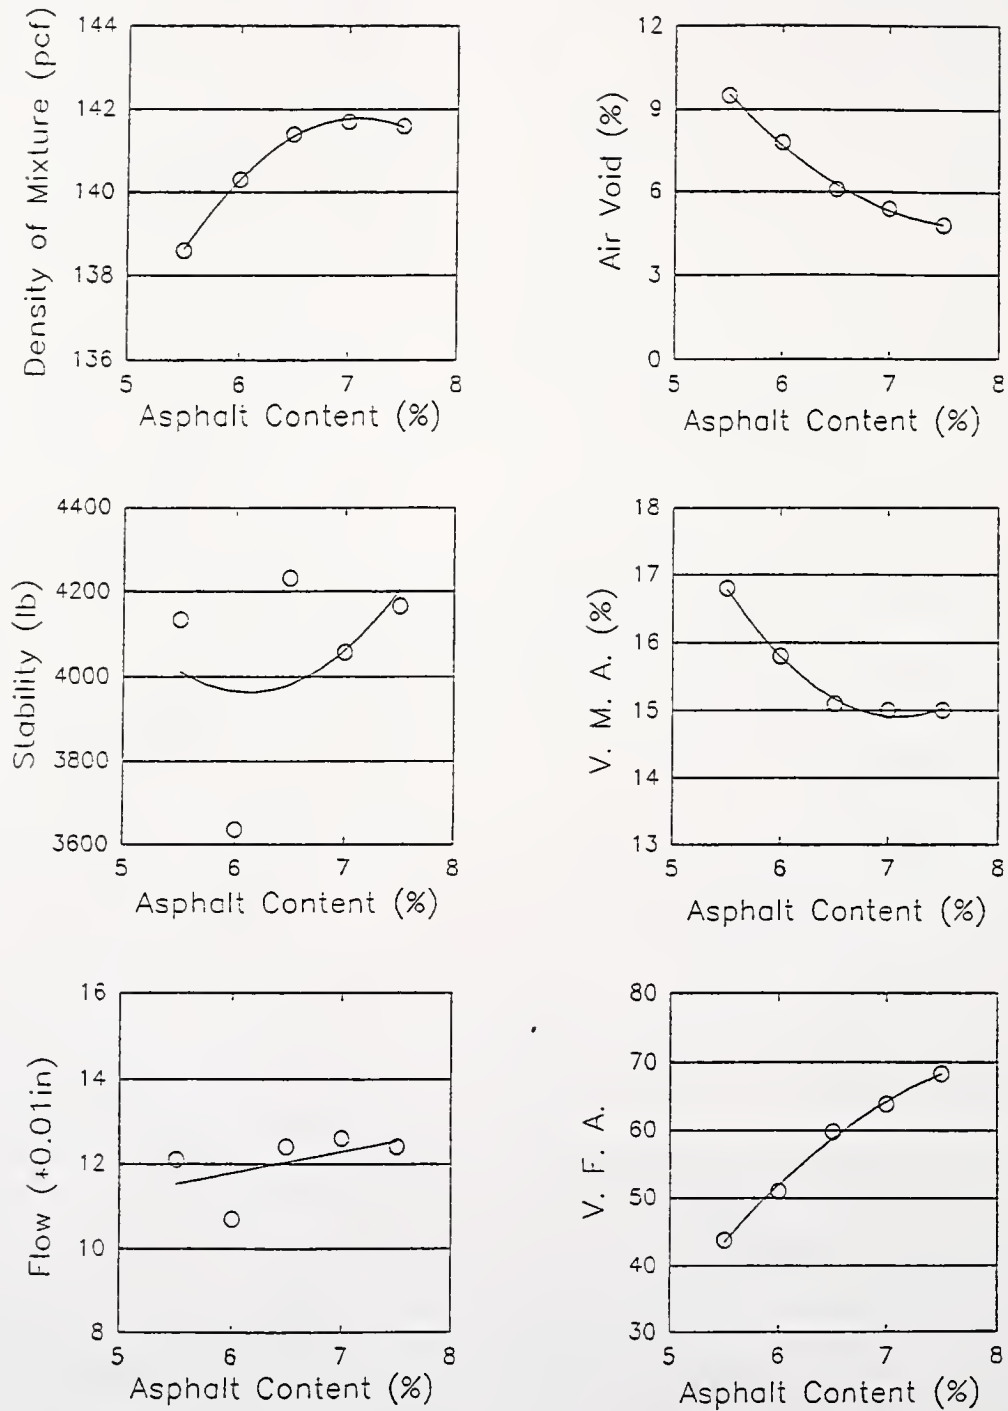 Density of Mixture (pcf)
144
142
140
138
136
5 6 7 8
Asphalt Content (%)
Air Void (%)
12
9
6
3
0
5 6 7 8
Asphalt Content (%)
Stability (lb)
4400
4200
4000
3800
3600
5 6 7 8
Asphalt Content (%)
V. M. A. (%)
18
17
16
15
14
13
5 6 7 8
Asphalt Content (%)
Flow (+0.01in)
16
14
12
10
8
5 6 7 8
Asphalt Content (%)
V. F. A.
80
70
60
50
40
30
5 6 7 8
Asphalt Content (%)